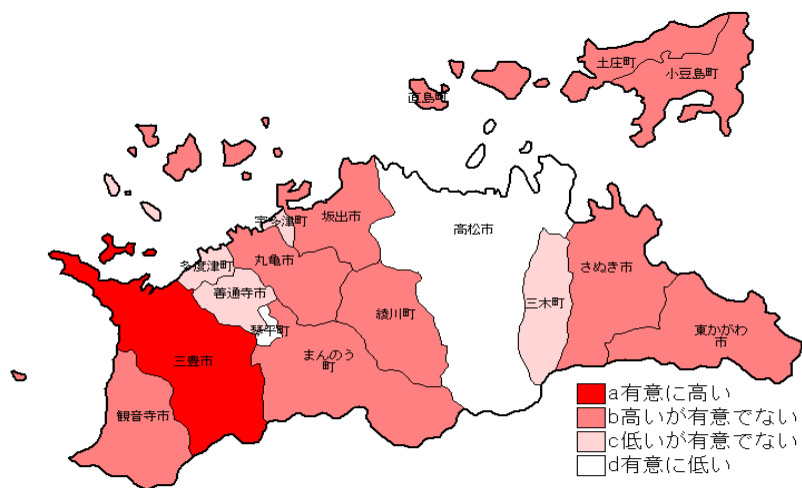 土庄町
小豆島町
直島町
宇多津町
坂出市
高松市
多度津町
丸亀市
さぬき市
善通寺市
三木町
綾川町
琴平町
東かがわ
市
まんのう
町
三豊市
観音寺市
a有意に高い
b高いが有意でない
c低いが有意でない
d有意に低い